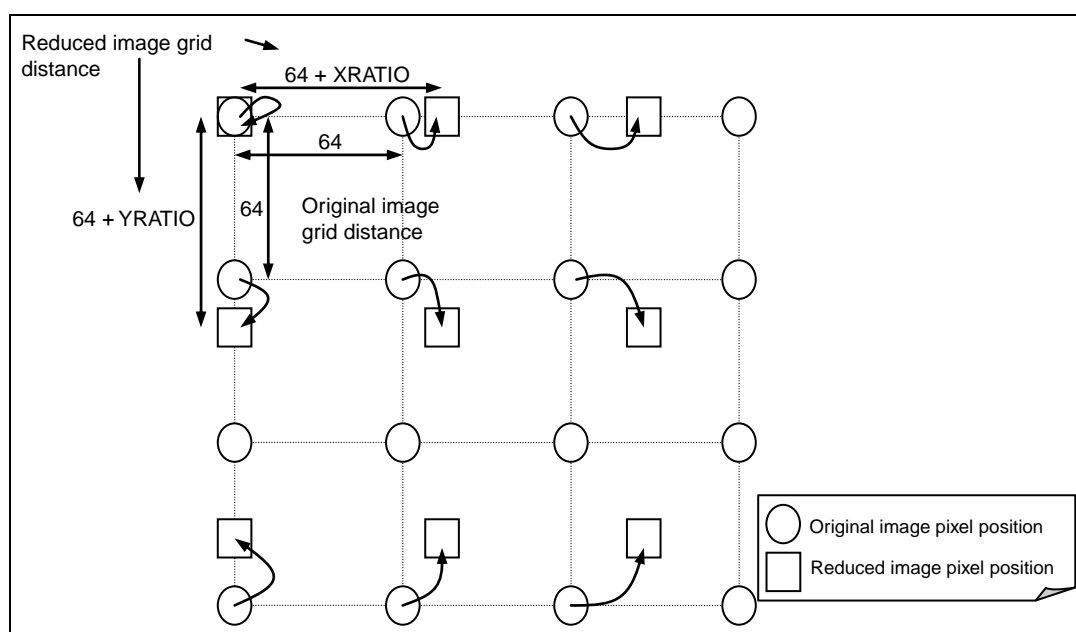 Reduced image grid
distance
64 + XRATIO
64
64 + YRATIO
64
Original image
grid distance
Original image pixel position
Reduced image pixel position